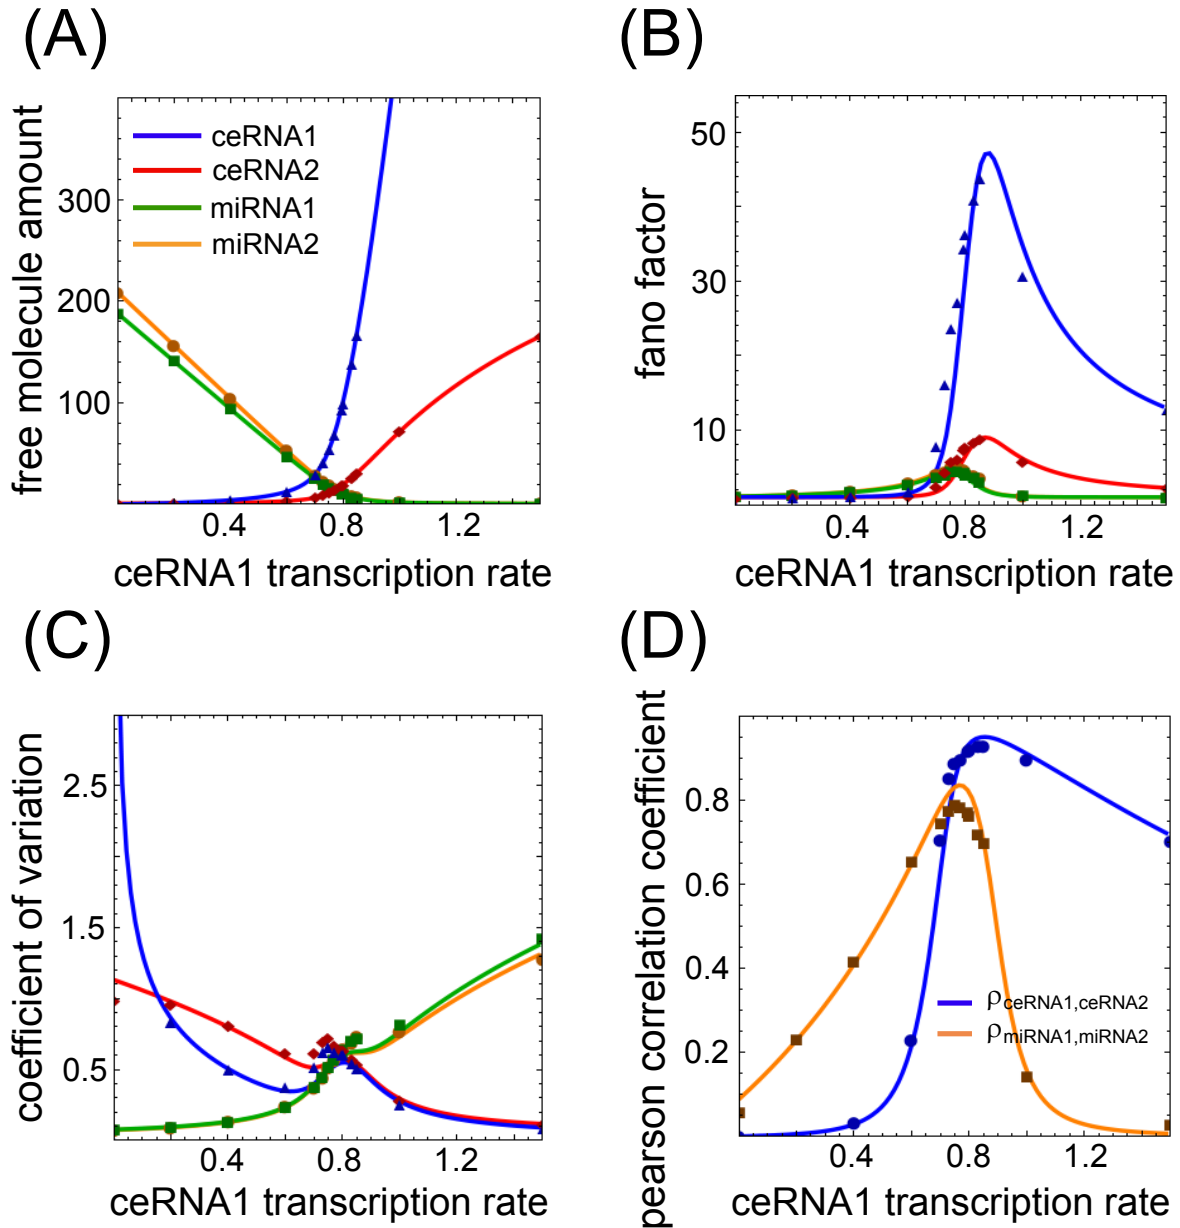 (A)
free molecule amount
300
200
100
ceRNA1
ceRNA2
miRNA1
miRNA2
0.4
0.8
1.2
ceRNA1 transcription rate
(B)
fano factor
50
30
10
0.4
0.8
1.2
ceRNA1 transcription rate
(C)
coefficient of variation
2.5
1.5
0.5
0.4
0.8
1.2
ceRNA1 transcription rate
(D)
pearson correlation coefficient
0.8
0.6
0.4
0.2
ρceRNA1,ceRNA2
ρmiRNA1,miRNA2
0.4
0.8
1.2
ceRNA1 transcription rate